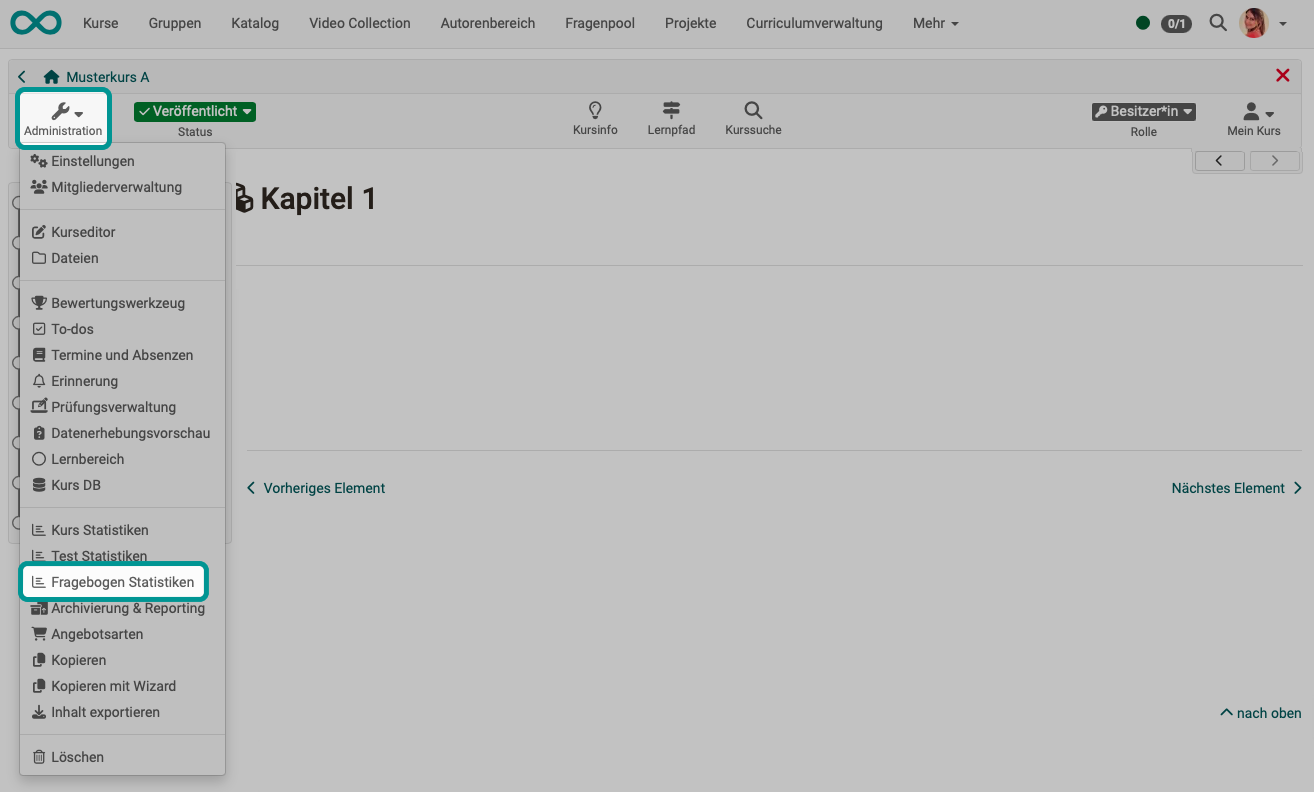 Kurse Gruppen Katalog Video Collection Autorenbereich Fragenpool Projekte Curriculumverwaltung Mehr 0/1
Musterkurs A
Administration
Veröffentlicht
Status
Kursinfo
Lernpfad
Kurssuche
Besitzer*in
Rolle
Mein Kurs
Einstellungen
Mitgliederverwaltung
Kurseditor
Dateien
Bewertungswerkzeug
To-dos
Termine und Absenzen
Erinnerung
Prüfungsverwaltung
Datenerhebungsvorschau
Lernbereich
Kurs DB
Kurs Statistiken
Test Statistiken
Fragebogen Statistiken
Archivierung & Reporting
Angebotsarten
Kopieren
Kopieren mit Wizard
Inhalt exportieren
Löschen
Kapitel 1
Vorheriges Element
Nächstes Element
nach oben